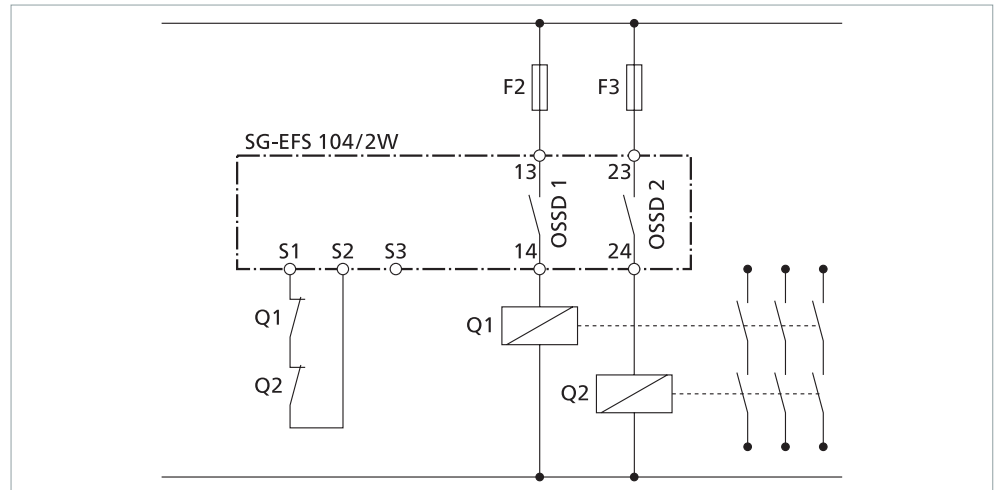 F2
F3
SG-EFS 104/2W
13
23
OSSD 1
OSSD 2
S1
S2
S3
14
24
Q1
Q1
Q2
Q2